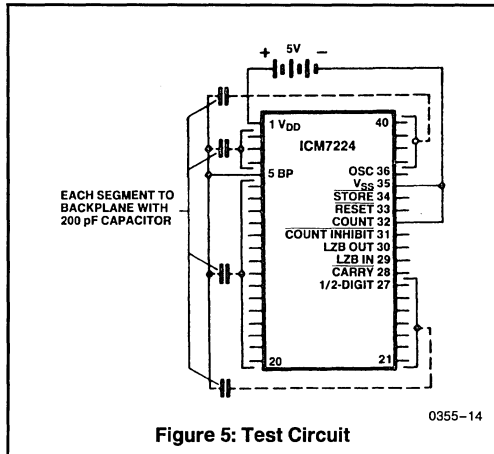 + 5V −
1 VDD 40
ICM7224
OSC 36
5 BP VSS 35
STORE 34
RESET 33
COUNT 32
COUNT INHIBIT 31
LZB OUT 30
LZB IN 29
CARRY 28
1/2-DIGIT 27
20 21
EACH SEGMENT TO
BACKPLANE WITH
200 pF CAPACITOR
0355–14
Figure 5: Test Circuit